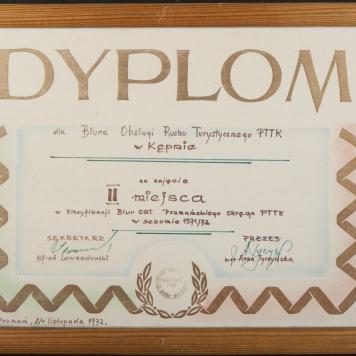 DYPLOM
dla Biura Obsługi Ruchu Turystycznego PTTK
w Kępnie
za zajęcie
II miejsca
w klasyfikacji Biur ORT Poznańskiego Okręgu PTTK
w sezonie 1971/72
SEKRETARZ PREZES
Alfred Lewandowski mgr Anna
Poznań, 24 listopada 1972.